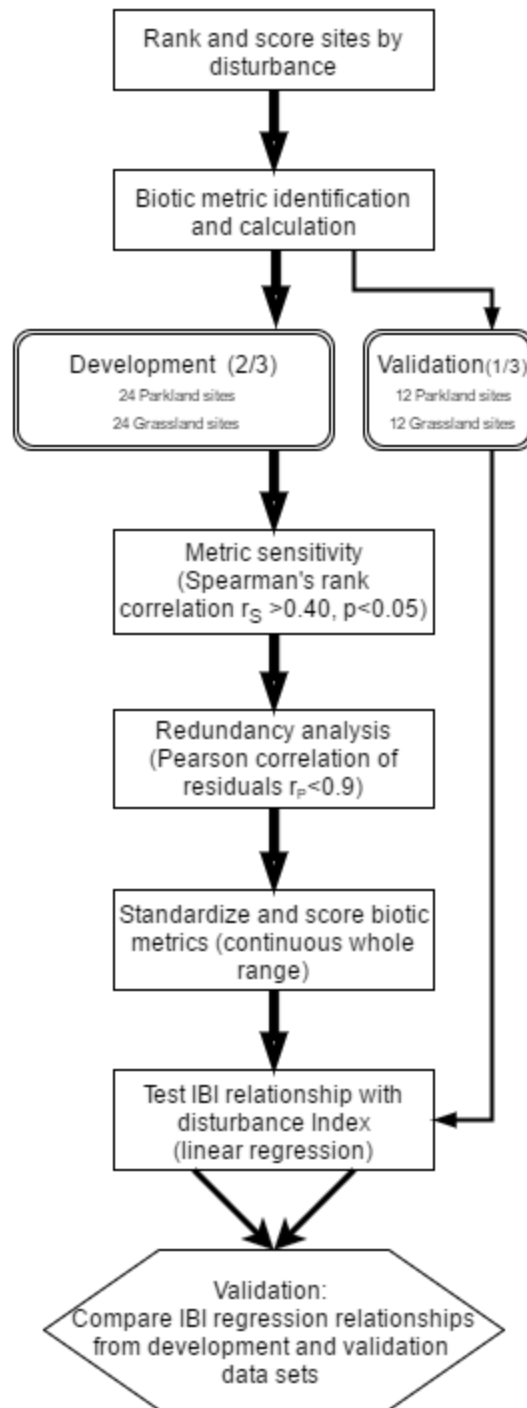 Rank and score sites by
disturbance
Biotic metric identification
and calculation
Development (2/3)
24 Parkland sites
24 Grassland sites
Validation(1/3)
12 Parkland sites
12 Grassland sites
Metric sensitivity
(Spearman's rank
correlation rS >0.40, p<0.05)
Redundancy analysis
(Pearson correlation of
residuals rP<0.9)
Standardize and score biotic
metrics (continuous whole
range)
Test IBI relationship with
disturbance Index
(linear regression)
Validation:
Compare IBI regression relationships
from development and validation
data sets